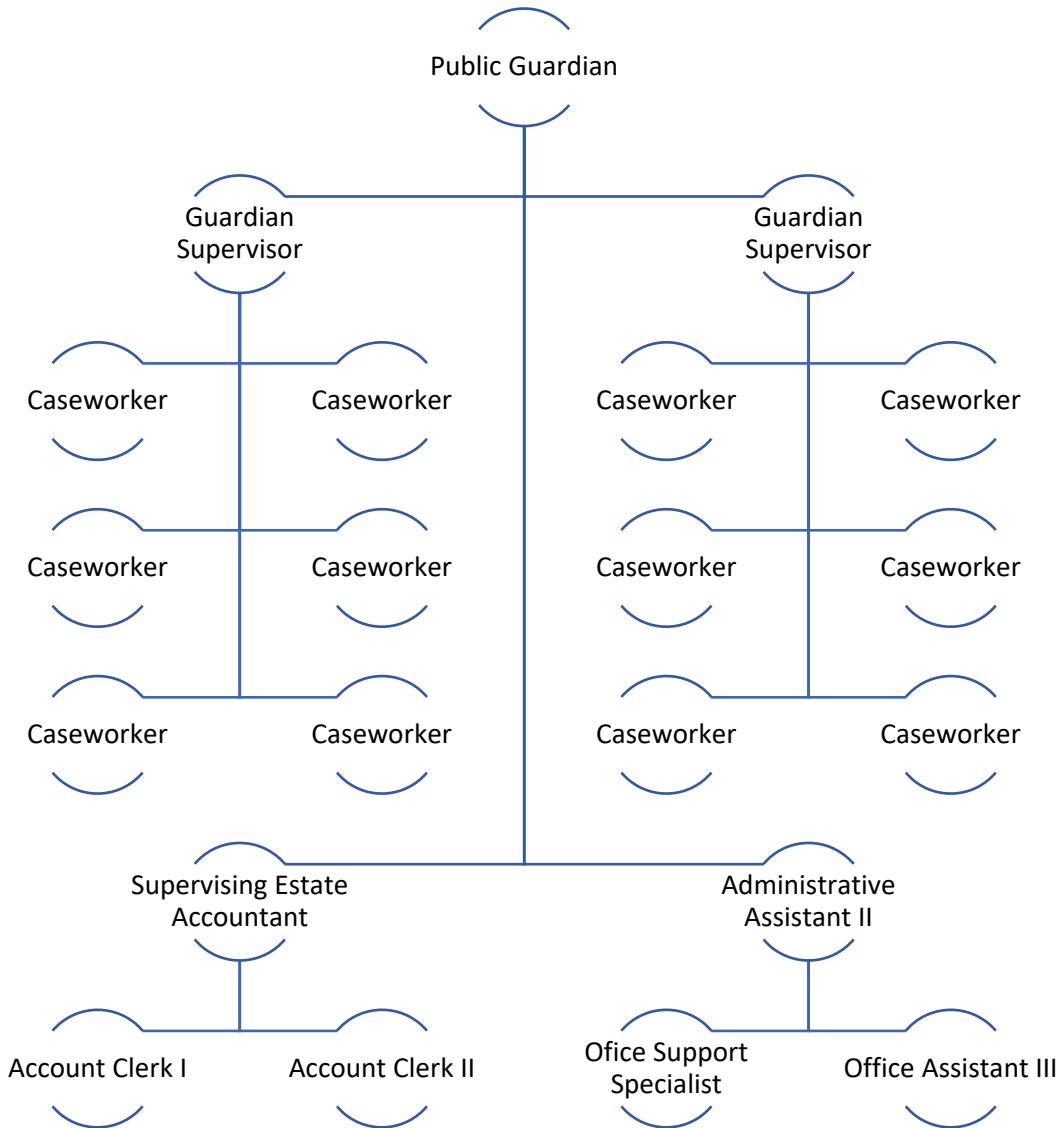 Public Guardian
Guardian
Supervisor
Guardian
Supervisor
Caseworker
Caseworker
Caseworker
Caseworker
Caseworker
Caseworker
Caseworker
Caseworker
Caseworker
Caseworker
Caseworker
Caseworker
Supervising Estate
Accountant
Administrative
Assistant II
Account Clerk I
Account Clerk II
Ofice Support
Specialist
Office Assistant III